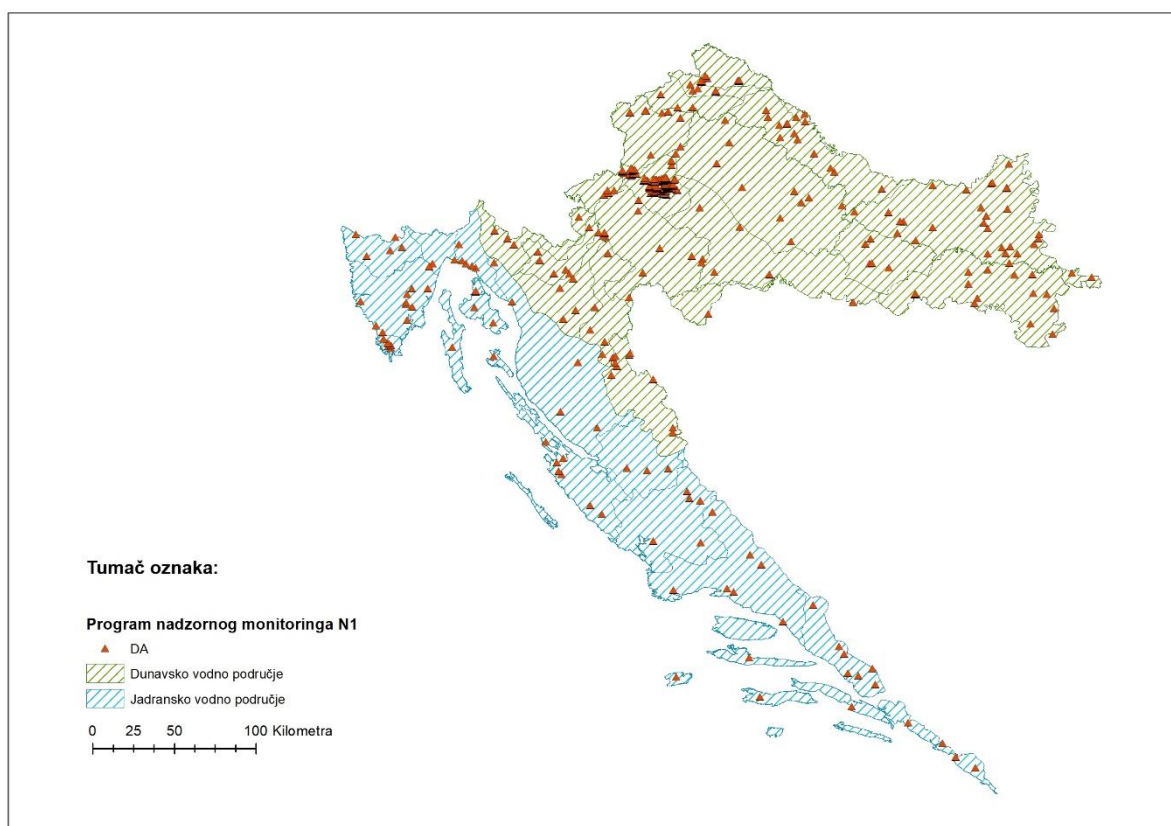 Tumač oznaka:
Program nadzornog monitoringa N1
DA
Dunavsko vodno područje
Jadransko vodno područje
0 25 50 100 Kilometra